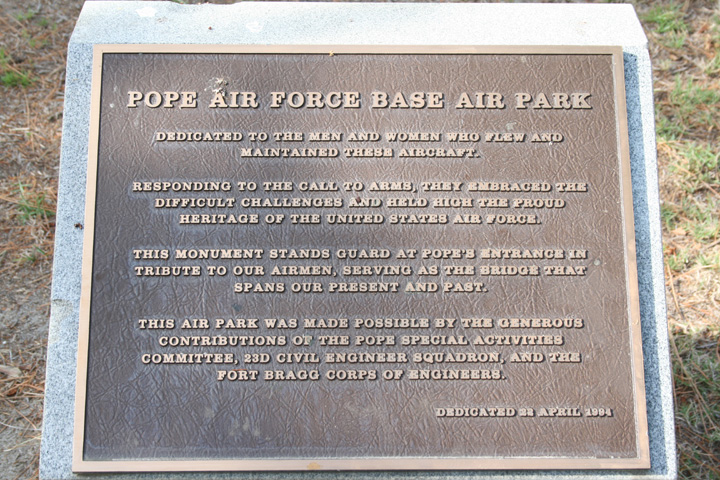 POPE AIR FORCE BASE AIR PARK
DEDICATED TO THE MEN AND WOMEN WHO FLEW AND
MAINTAINED THESE AIRCRAFT.
RESPONDING TO THE CALL TO ARMS, THEY EMBRACED THE
DIFFICULT CHALLENGES AND HELD HIGH THE PROUD
HERITAGE OF THE UNITED STATES AIR FORCE.
THIS MONUMENT STANDS GUARD AT POPE'S ENTRANCE IN
TRIBUTE TO OUR AIRMEN, SERVING AS THE BRIDGE THAT
SPANS OUR PRESENT AND PAST.
THIS AIR PARK WAS MADE POSSIBLE BY THE GENEROUS
CONTRIBUTIONS OF THE POPE SPECIAL ACTIVITIES
COMMITTEE, 23D CIVIL ENGINEER SQUADRON, AND THE
FORT BRAGG CORPS OF ENGINEERS.
DEDICATED 22 APRIL 1994